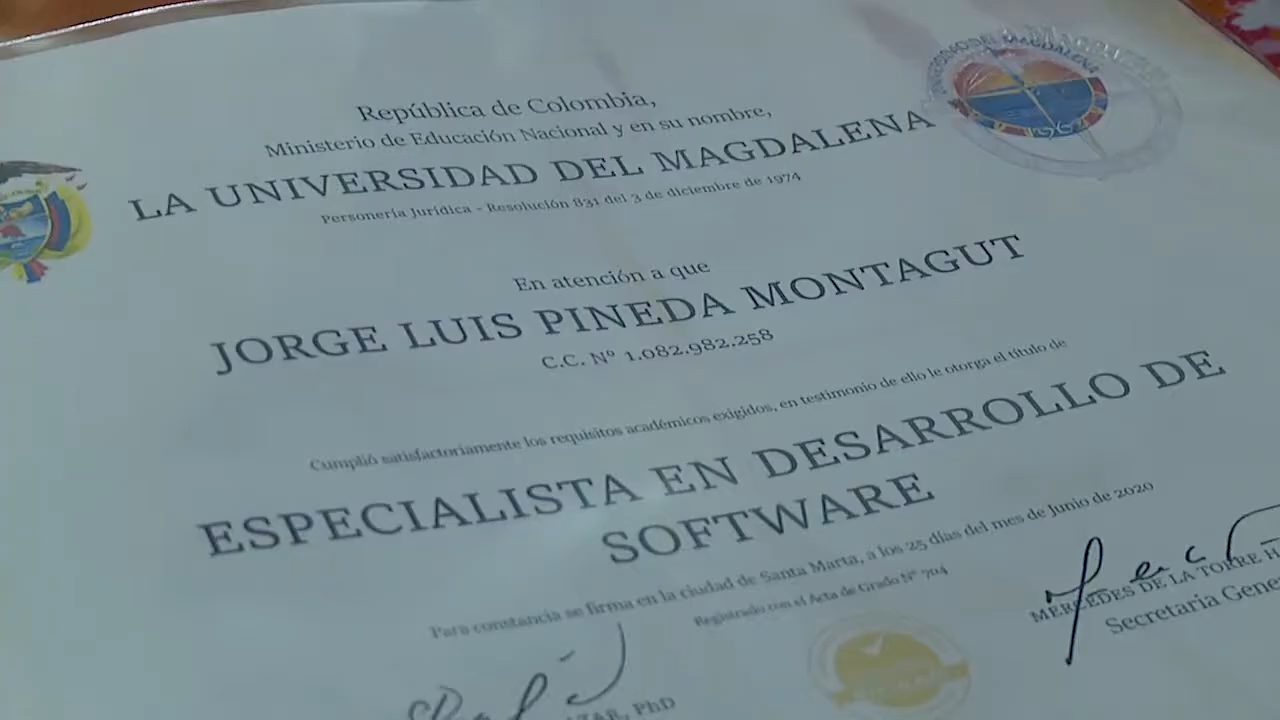 República de Colombia,
Ministerio de Educación Nacional y en su nombre,
LA UNIVERSIDAD DEL MAGDALENA
Personería Jurídica - Resolución 831 del 3 de diciembre de 1974
En atención a que
JORGE LUIS PINEDA MONTAGUT
C.C. Nº 1.082.982.258
Cumplió satisfactoriamente los requisitos académicos exigidos, en testimonio de ello le otorga el título de
ESPECIALISTA EN DESARROLLO DE
SOFTWARE
Para constancia se firma en la ciudad de Santa Marta, a los 25 días del mes de Junio de 2020
Registrado con el Acta de Grado Nº 704
MERCEDES DE LA TORRE H
Secretaria Gene
PhD